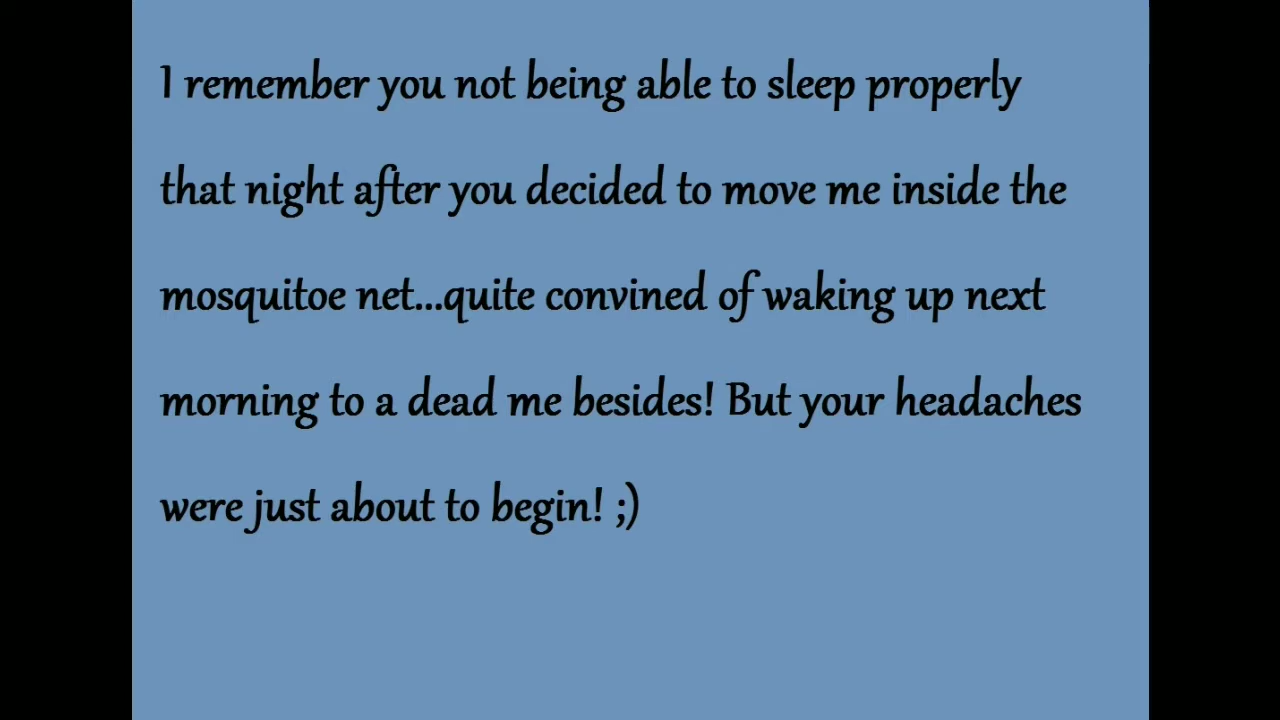 I remember you not being able to sleep properly
that night after you decided to move me inside the
mosquitoe net...quite convined of waking up next
morning to a dead me besides! But your headaches
were just about to begin! ;)